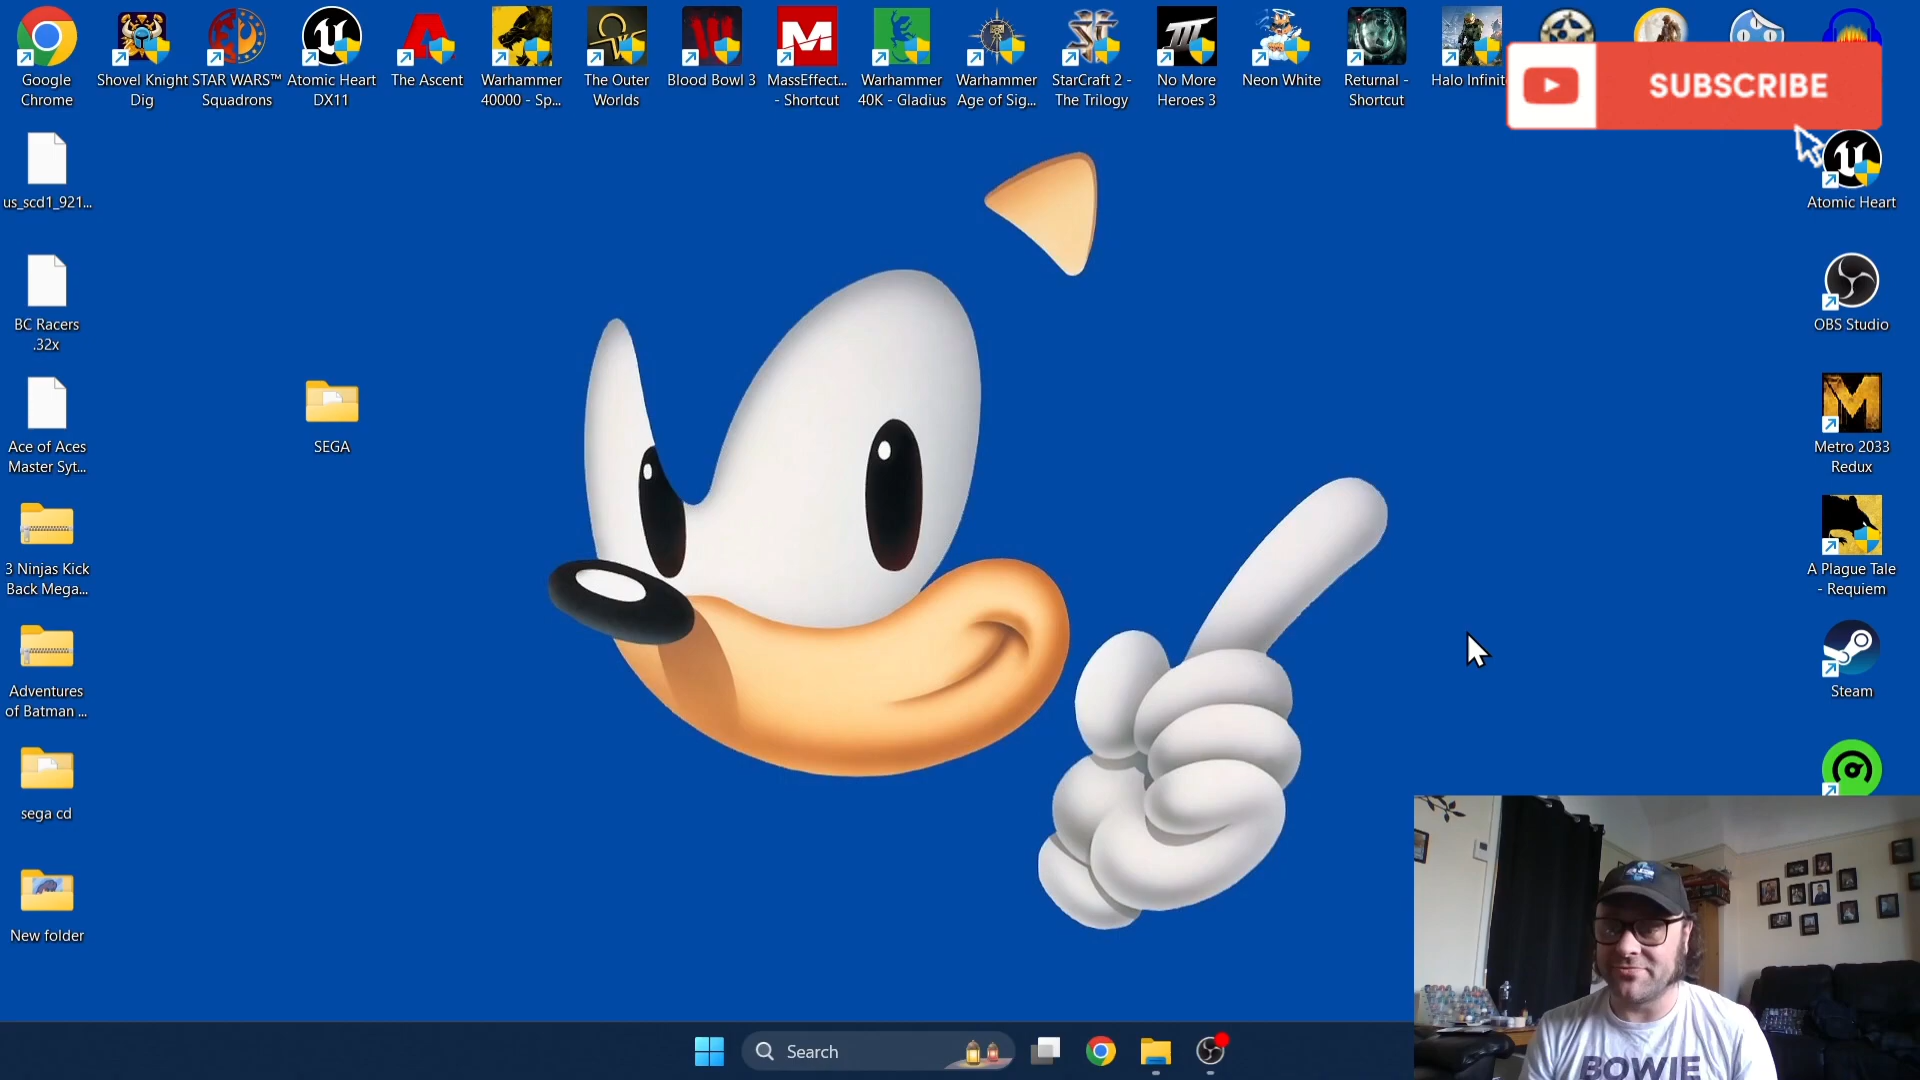 Google
Chrome
Shovel Knight
Dig
STAR WARS™
Squadrons
Atomic Heart
DX11
The Ascent
Warhammer
40000 - Sp...
The Outer
Worlds
Blood Bowl 3
MassEffect...
- Shortcut
Warhammer
40K - Gladius
Warhammer
Age of Sig...
StarCraft 2 -
The Trilogy
No More
Heroes 3
Neon White
Returnal -
Shortcut
Halo Infinit
SUBSCRIBE
us_scd1_921...
Atomic Heart
BC Racers
.32x
OBS Studio
Ace of Aces
Master Syt...
SEGA
Metro 2033
Redux
3 Ninjas Kick
Back Mega...
A Plague Tale
- Requiem
Adventures
of Batman ...
Steam
sega cd
New folder
Search
BOWIE